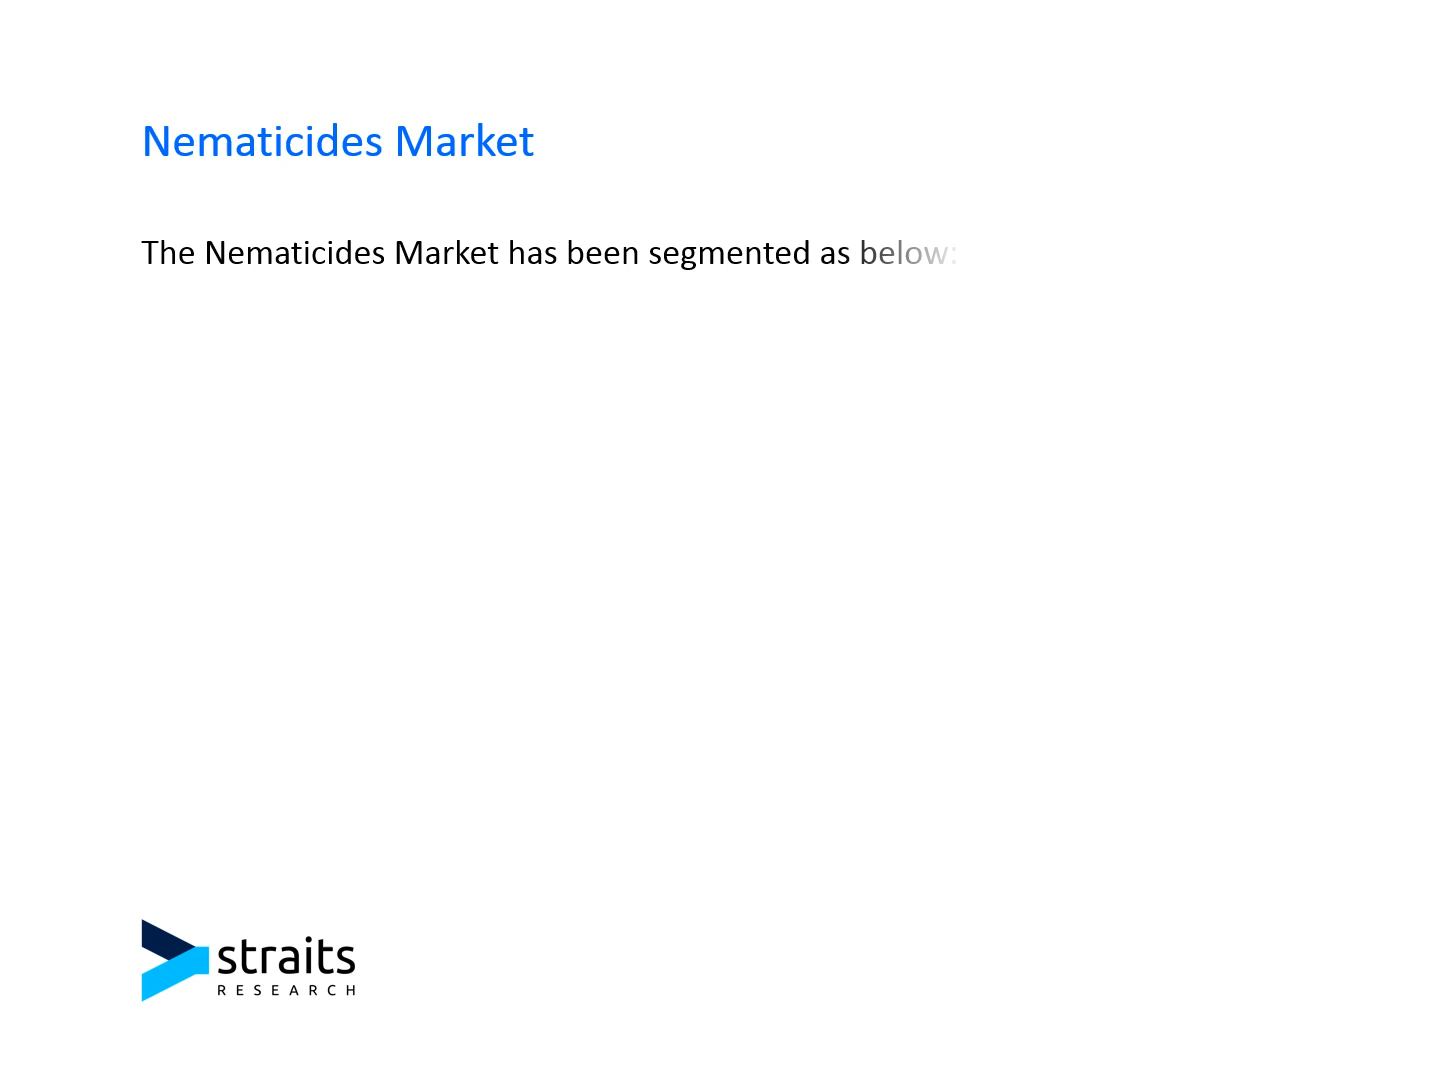 Nematicides Market
The Nematicides Market has been segmented as below:
straits
RESEARCH